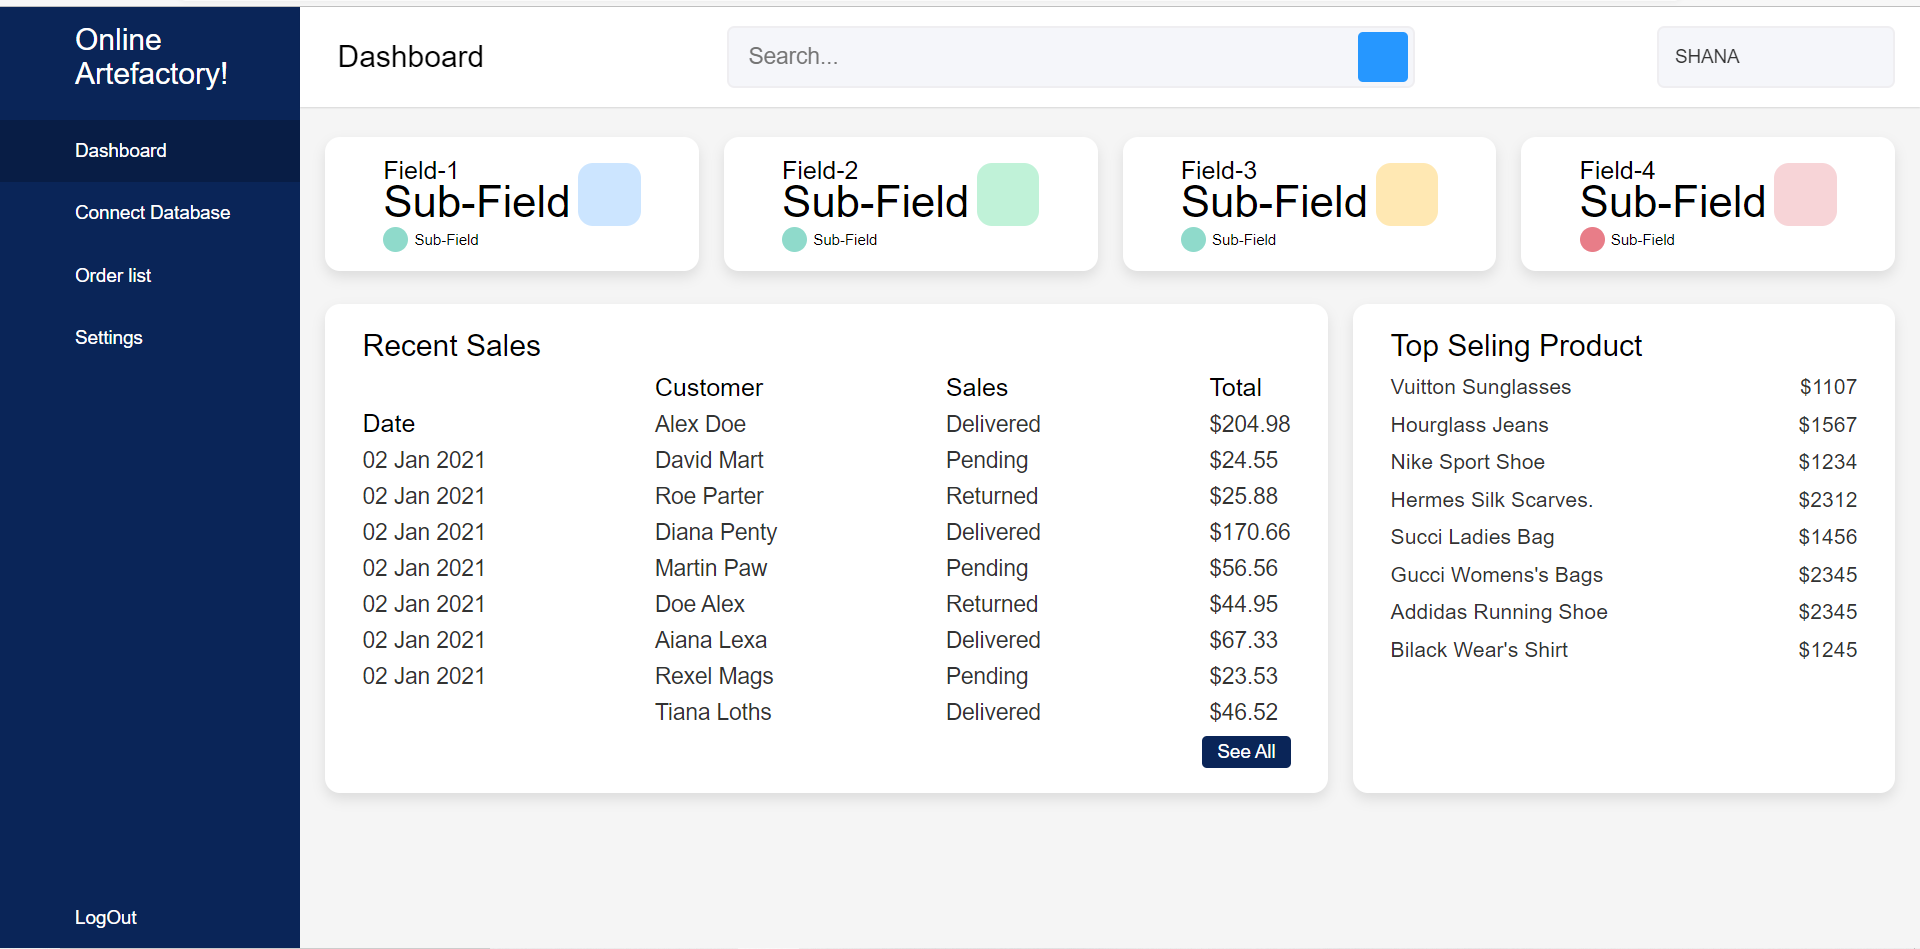 Online
Artefactory!
Dashboard
Connect Database
Order list
Settings
LogOut
Dashboard
Search...
SHANA
Field-1
Sub-Field
Sub-Field
Field-2
Sub-Field
Sub-Field
Field-3
Sub-Field
Sub-Field
Field-4
Sub-Field
Sub-Field
Recent Sales
Customer Sales Total
Date Alex Doe Delivered $204.98
02 Jan 2021 David Mart Pending $24.55
02 Jan 2021 Roe Parter Returned $25.88
02 Jan 2021 Diana Penty Delivered $170.66
02 Jan 2021 Martin Paw Pending $56.56
02 Jan 2021 Doe Alex Returned $44.95
02 Jan 2021 Aiana Lexa Delivered $67.33
02 Jan 2021 Rexel Mags Pending $23.53
Tiana Loths Delivered $46.52
See All
Top Seling Product
Vuitton Sunglasses $1107
Hourglass Jeans $1567
Nike Sport Shoe $1234
Hermes Silk Scarves. $2312
Succi Ladies Bag $1456
Gucci Womens's Bags $2345
Addidas Running Shoe $2345
Bilack Wear's Shirt $1245